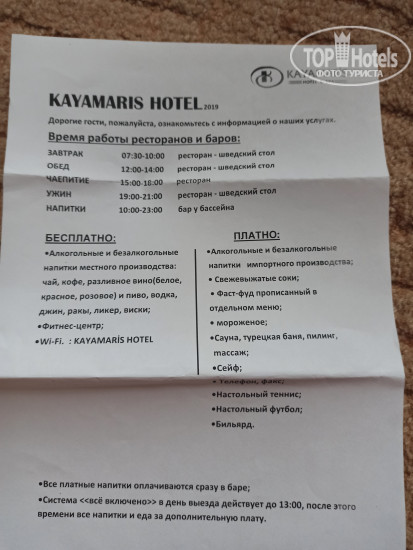 TOP Hotels
ФОТО ТУРИСТА
KAYA
KAYAMARIS HOTEL 2019
Дорогие гости, пожалуйста, ознакомьтесь с информацией о наших услугах.
Время работы ресторанов и баров:
ЗАВТРАК 07:30-10:00 ресторан - шведский стол
ОБЕД 12:00-14:00 ресторан - шведский стол
ЧАЕПИТИЕ 15:00-18:00 ресторан
УЖИН 19:00-21:00 ресторан - шведский стол
НАПИТКИ 10:00-23:00 бар у бассейна
БЕСПЛАТНО:
•Алкогольные и безалкогольные
напитки местного производства:
чай, кофе, разливное вино(белое,
красное, розовое) и пиво, водка,
джин, ракы, ликер, виски;
•Фитнес-центр;
•Wi-Fi. : KAYAMARİS HOTEL
ПЛАТНО:
•Алкогольные и безалкогольные
напитки импортного производства;
• Свежевыжатые соки;
• Фаст-фуд прописанный в
отдельном меню;
• мороженое;
•Сауна, турецкая баня, пилинг,
массаж;
•Сейф;
• Телефон, факс;
•Настольный теннис;
•Настольный футбол;
•Бильярд.
•Все платные напитки оплачиваются сразу в баре;
•Система <<всё включено>> в день выезда действует до 13:00, после этого
времени все напитки и еда за дополнительную плату.